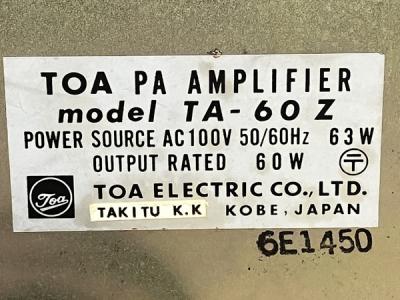 TOA PA AMPLIFIER
model TA-60Z
POWER SOURCE AC100V 50/60Hz 63W
OUTPUT RATED 60W 〒
Toa TOA ELECTRIC CO., LTD.
TAKITU K.K KOBE, JAPAN
6E1450